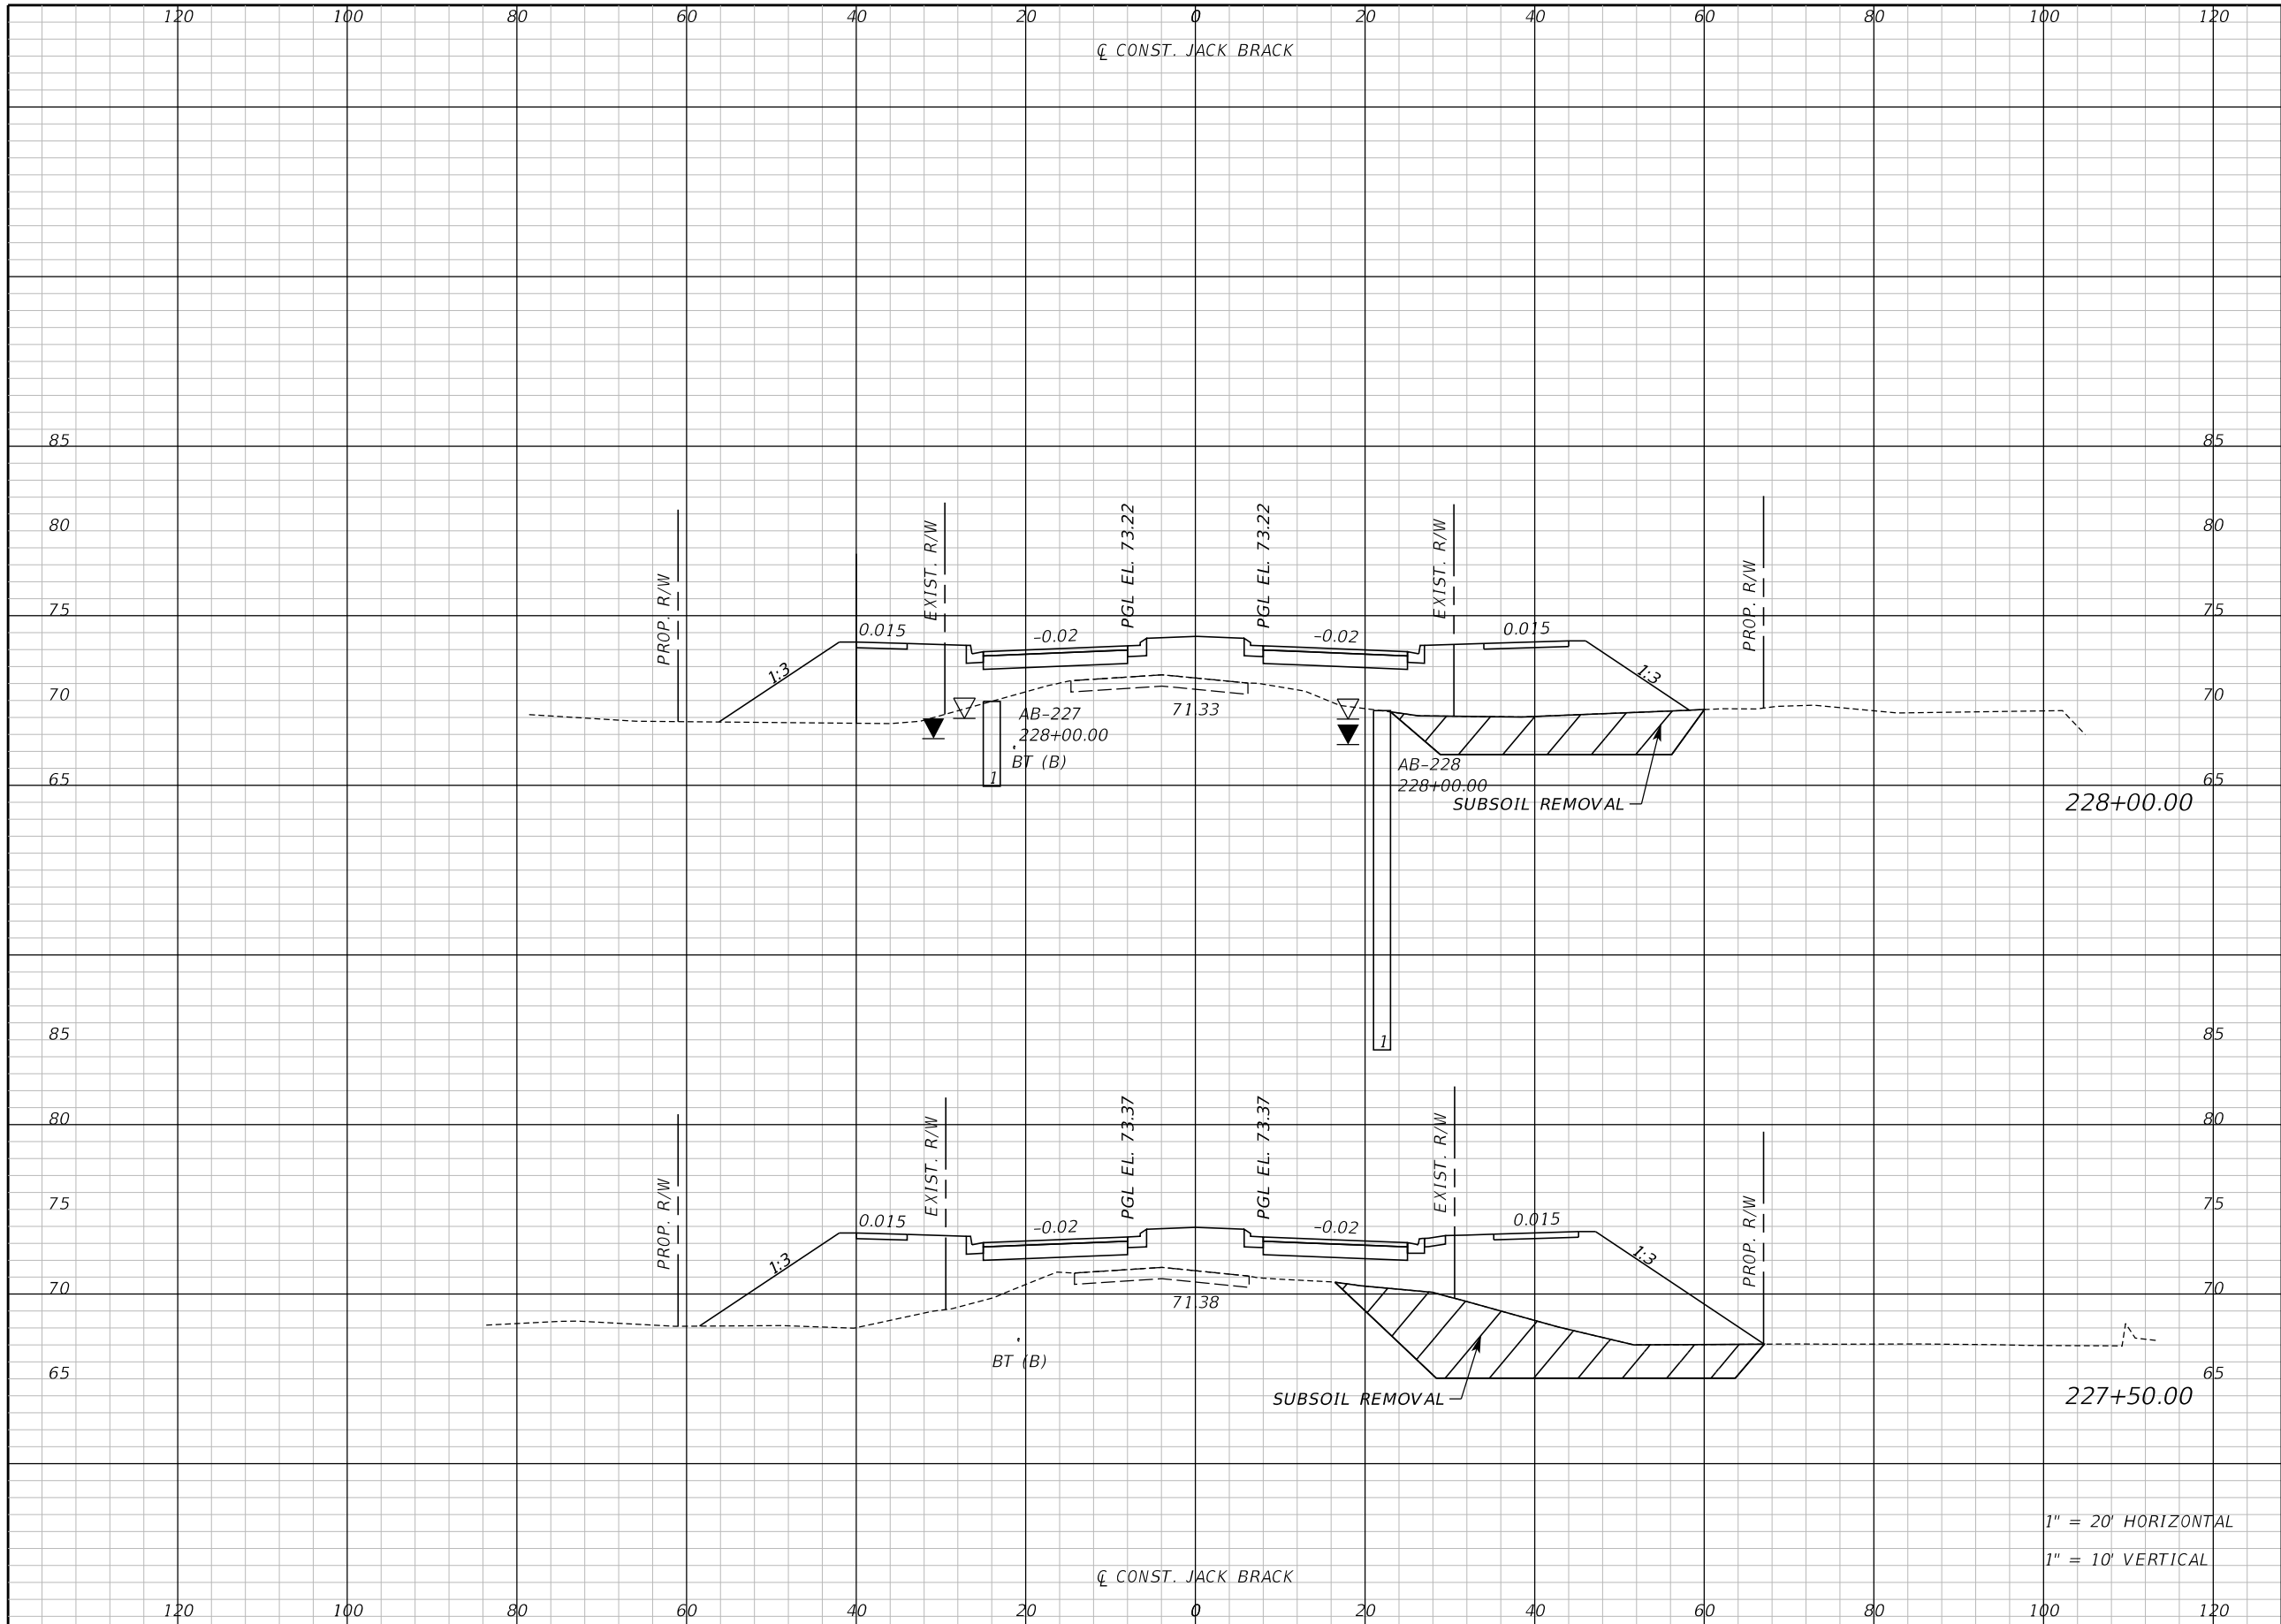 120 100 80 60 40 20 0 20 40 60 80 100 120
℄ CONST. JACK BRACK
85 85
80 80
PROP. R/W
EXIST. R/W
PGL EL. 73.22
PGL EL. 73.22
EXIST. R/W
PROP. R/W
75 75
0.015 -0.02 -0.02 0.015
1:3 1:3
70 70
AB-227
228+00.00
BT (B)
71.33
1
AB-228
228+00.00
SUBSOIL REMOVAL
65 65
228+00.00
1
85 85
80 80
PROP. R/W
EXIST. R/W
PGL EL. 73.37
PGL EL. 73.37
EXIST. R/W
PROP. R/W
75 75
0.015 -0.02 -0.02 0.015
1:3 1:3
70 70
71.38
BT (B)
65 65
SUBSOIL REMOVAL
227+50.00
1" = 20' HORIZONTAL
1" = 10' VERTICAL
℄ CONST. JACK BRACK
120 100 80 60 40 20 0 20 40 60 80 100 120